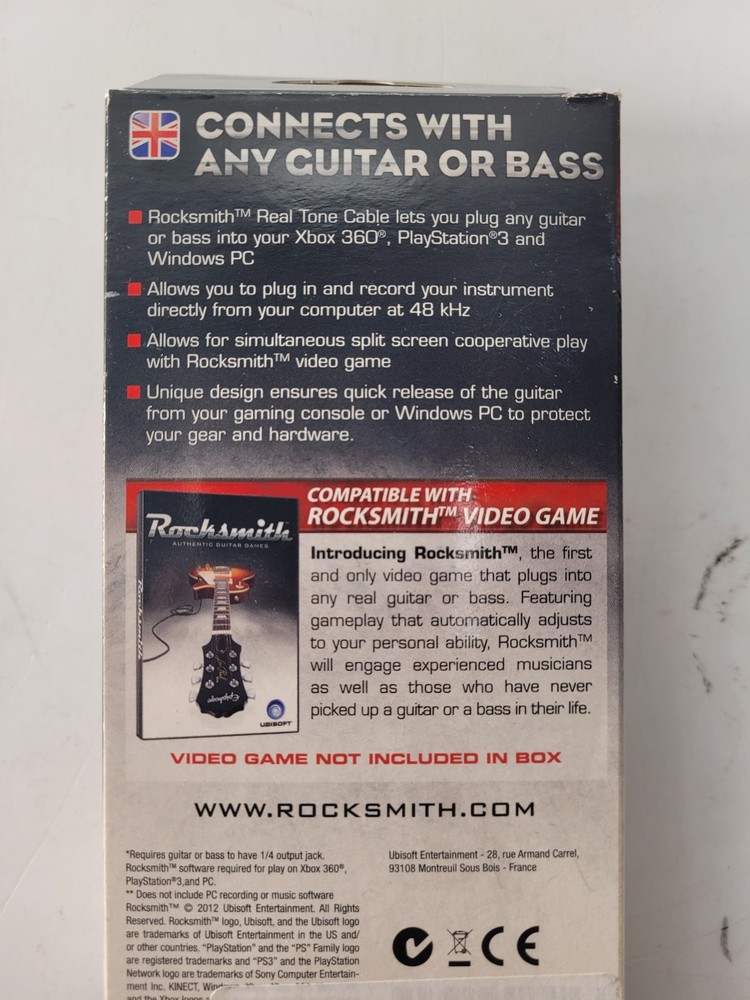 CONNECTS WITH
ANY GUITAR OR BASS
Rocksmith™ Real Tone Cable lets you plug any guitar
or bass into your Xbox 360®, PlayStation®3 and
Windows PC
Allows you to plug in and record your instrument
directly from your computer at 48 kHz
Allows for simultaneous split screen cooperative play
with Rocksmith™ video game
Unique design ensures quick release of the guitar
from your gaming console or Windows PC to protect
your gear and hardware.
COMPATIBLE WITH
ROCKSMITH™ VIDEO GAME
Rocksmith™
AUTHENTIC GUITAR GAMES
Rocksmith
Epiphone
UBISOFT
Introducing Rocksmith™, the first
and only video game that plugs into
any real guitar or bass. Featuring
gameplay that automatically adjusts
to your personal ability, Rocksmith™
will engage experienced musicians
as well as those who have never
picked up a guitar or a bass in their life.
VIDEO GAME NOT INCLUDED IN BOX
WWW.ROCKSMITH.COM
*Requires guitar or bass to have 1/4 output jack.
Rocksmith™ software required for play on Xbox 360®,
PlayStation®3,and PC.
** Does not include PC recording or music software
Rocksmith™ © 2012 Ubisoft Entertainment. All Rights
Reserved. Rocksmith™ logo, Ubisoft, and the Ubisoft logo
are trademarks of Ubisoft Entertainment in the US and/
or other countries. "PlayStation" and the "PS" Family logo
are registered trademarks and "PS3" and the PlayStation
Network logo are trademarks of Sony Computer Entertain-
ment Inc. KINECT,
and the Xbox logos
Ubisoft Entertainment - 28, rue Armand Carrel,
93108 Montreuil Sous Bois - France
CE